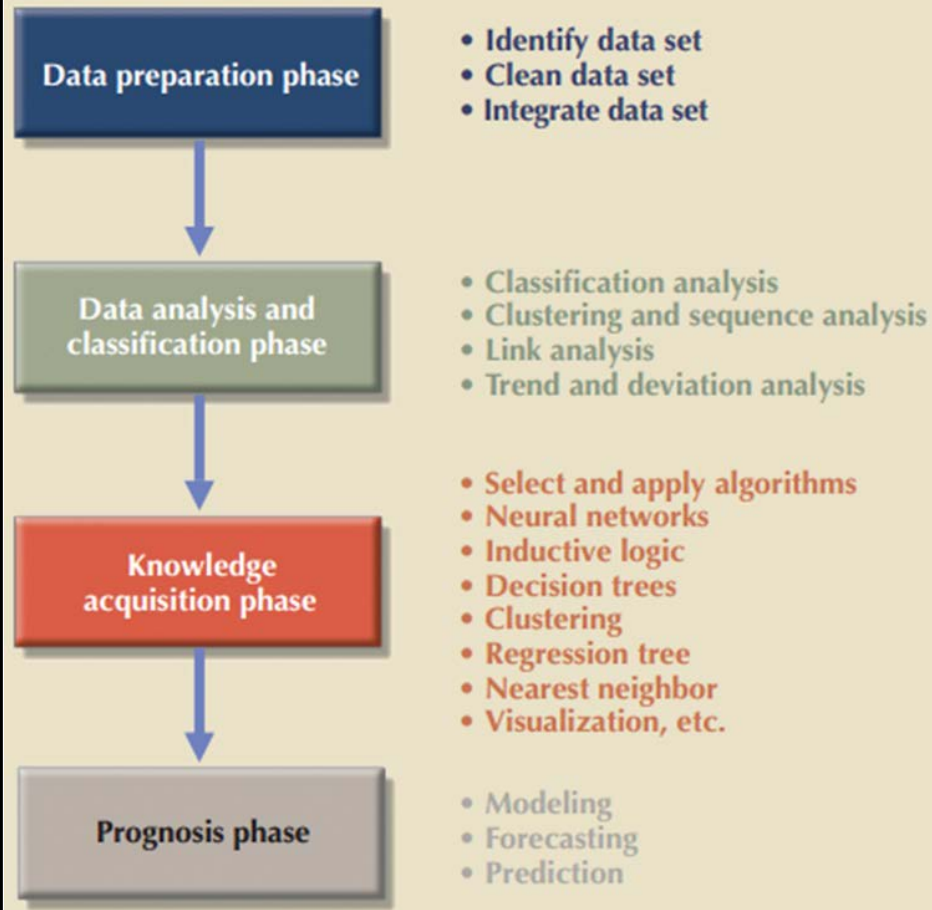 Data preparation phase
• Identify data set
• Clean data set
• Integrate data set
Data analysis and
classification phase
• Classification analysis
• Clustering and sequence analysis
• Link analysis
• Trend and deviation analysis
Knowledge
acquisition phase
• Select and apply algorithms
• Neural networks
• Inductive logic
• Decision trees
• Clustering
• Regression tree
• Nearest neighbor
• Visualization, etc.
Prognosis phase
• Modeling
• Forecasting
• Prediction